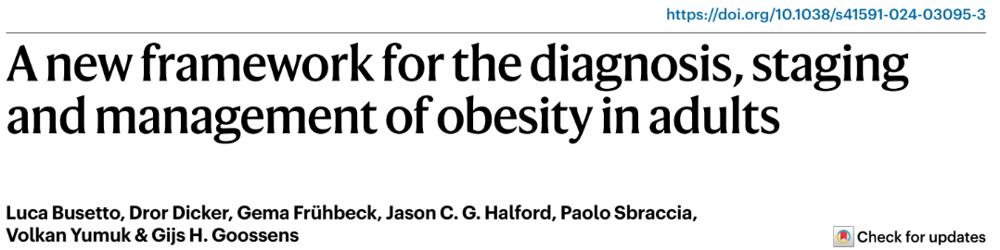 https://doi.org/10.1038/s41591-024-03095-3
A new framework for the diagnosis, staging
and management of obesity in adults
Luca Busetto, Dror Dicker, Gema Frühbeck, Jason C. G. Halford, Paolo Sbraccia,
Volkan Yumuk & Gijs H. Goossens
Check for updates